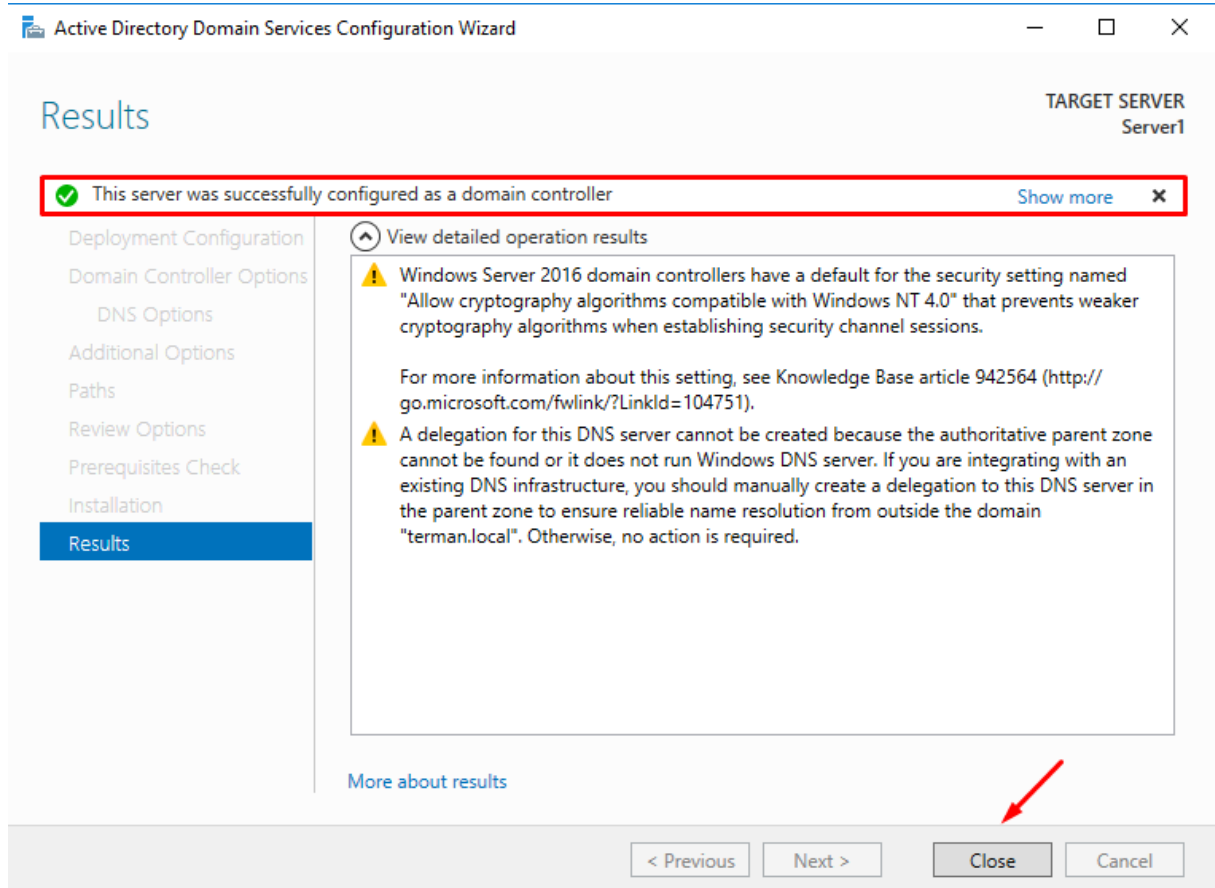 Active Directory Domain Services Configuration Wizard
Results
TARGET SERVER
Server1
This server was successfully configured as a domain controller
Show more
Deployment Configuration
Domain Controller Options
DNS Options
Additional Options
Paths
Review Options
Prerequisites Check
Installation
Results
View detailed operation results
Windows Server 2016 domain controllers have a default for the security setting named
"Allow cryptography algorithms compatible with Windows NT 4.0" that prevents weaker
cryptography algorithms when establishing security channel sessions.
For more information about this setting, see Knowledge Base article 942564 (http://
go.microsoft.com/fwlink/?LinkId=104751).
A delegation for this DNS server cannot be created because the authoritative parent zone
cannot be found or it does not run Windows DNS server. If you are integrating with an
existing DNS infrastructure, you should manually create a delegation to this DNS server in
the parent zone to ensure reliable name resolution from outside the domain
"terman.local". Otherwise, no action is required.
More about results
< Previous
Next >
Close
Cancel